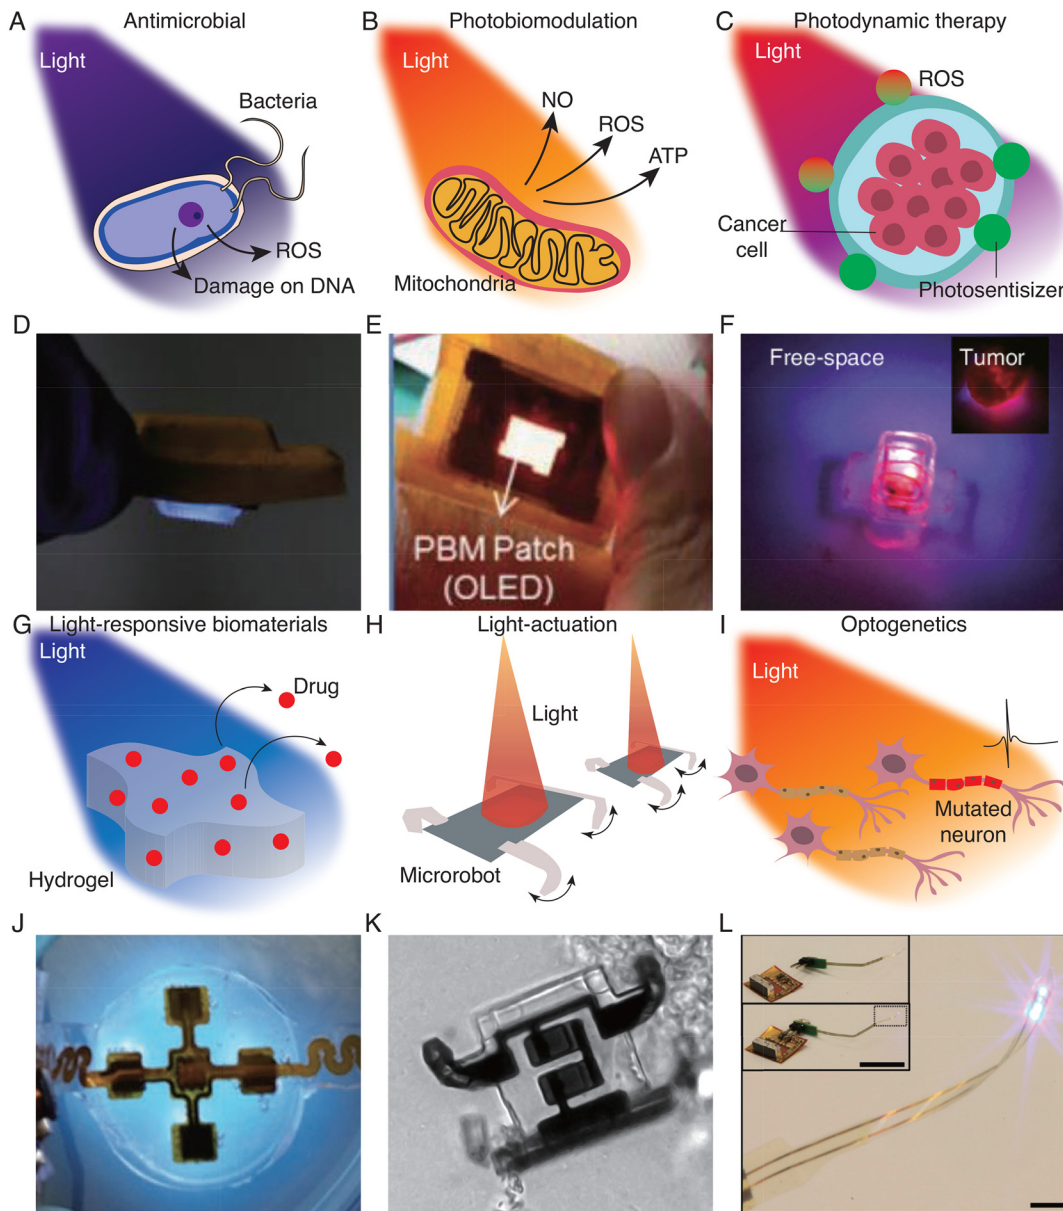 A
Antimicrobial
Light
Bacteria
ROS
Damage on DNA
B
Photobiomodulation
Light
NO
ROS
ATP
Mitochondria
C
Photodynamic therapy
Light
ROS
Cancer
cell
Photosentisizer
D
E
PBM Patch
(OLED)
F
Free-space
Tumor
G
Light-responsive biomaterials
Light
Drug
Hydrogel
H
Light-actuation
Light
Microrobot
I
Optogenetics
Light
Mutated
neuron
J
K
L